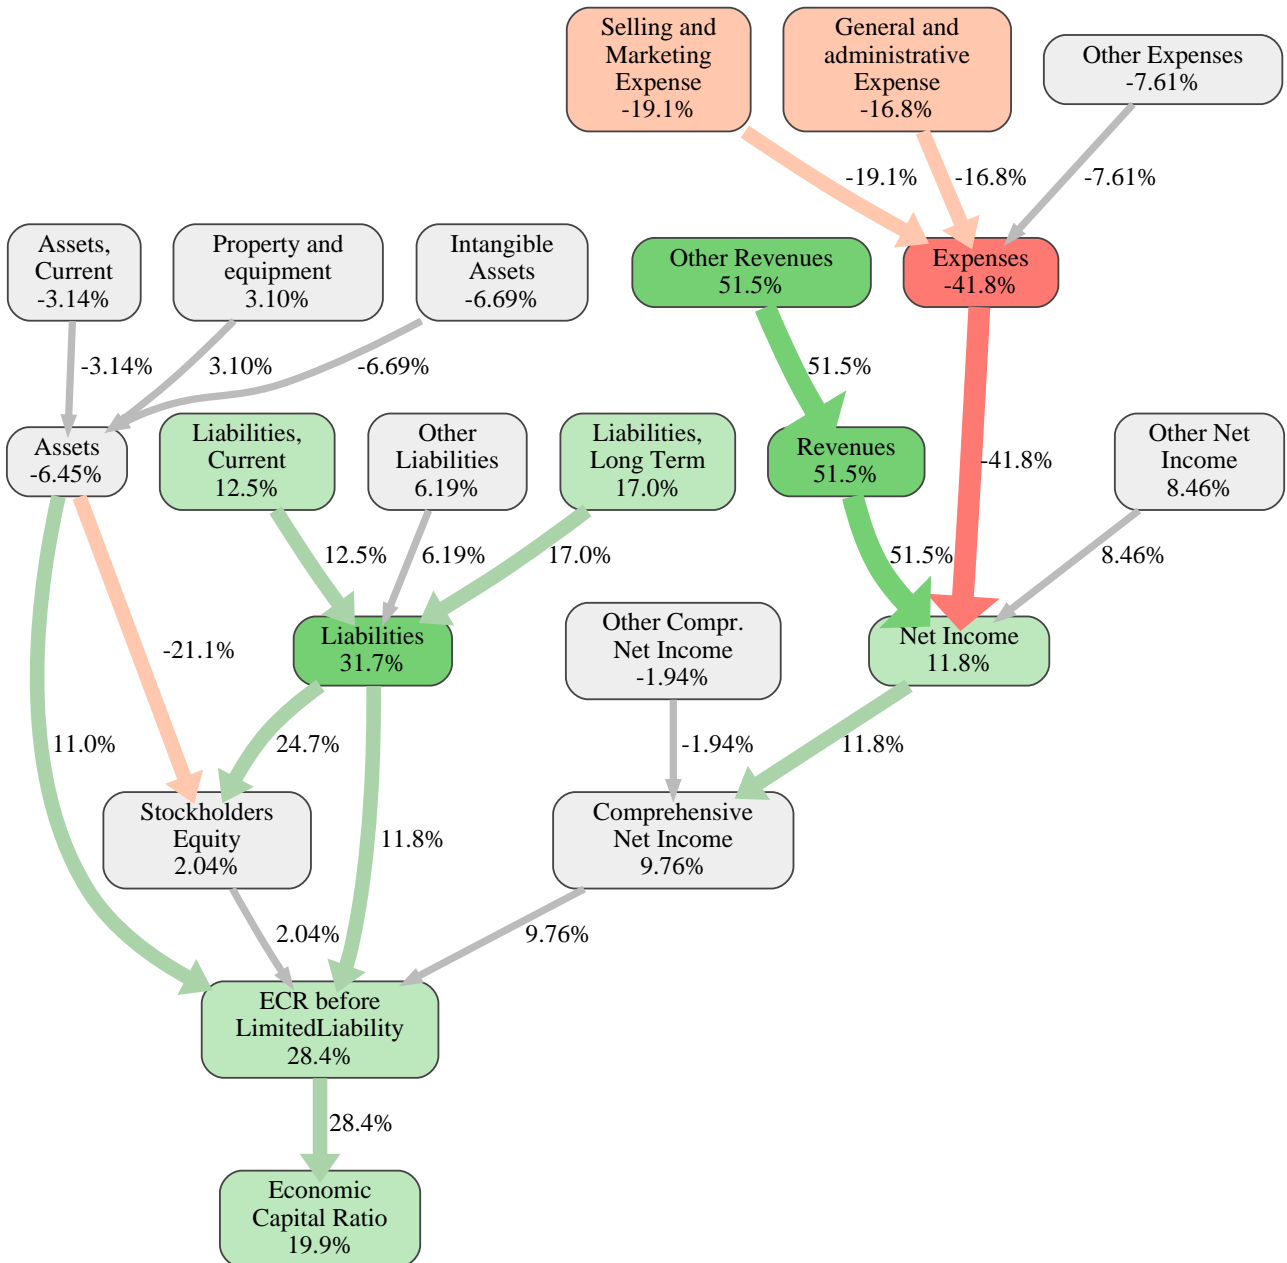 Selling and
Marketing
Expense
-19.1%
General and
administrative
Expense
-16.8%
Other Expenses
-7.61%
-19.1%
-16.8%
-7.61%
Assets,
Current
-3.14%
Property and
equipment
3.10%
Intangible
Assets
-6.69%
Other Revenues
51.5%
Expenses
-41.8%
-3.14%
3.10%
-6.69%
51.5%
-41.8%
Assets
-6.45%
Liabilities,
Current
12.5%
Other
Liabilities
6.19%
Liabilities,
Long Term
17.0%
Revenues
51.5%
Other Net
Income
8.46%
12.5%
6.19%
17.0%
51.5%
8.46%
-21.1%
Liabilities
31.7%
Other Compr.
Net Income
-1.94%
Net Income
11.8%
11.0%
24.7%
-1.94%
11.8%
Stockholders
Equity
2.04%
11.8%
Comprehensive
Net Income
9.76%
2.04%
9.76%
ECR before
LimitedLiability
28.4%
28.4%
Economic
Capital Ratio
19.9%